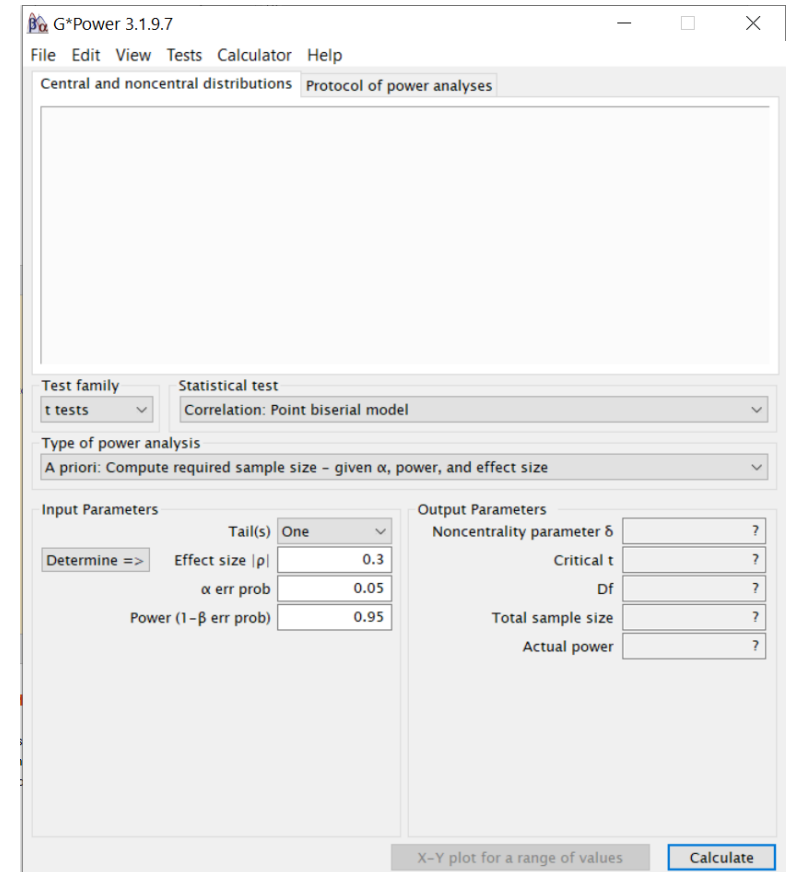 G*Power 3.1.9.7
File Edit View Tests Calculator Help
Central and noncentral distributions Protocol of power analyses
Test family Statistical test
t tests Correlation: Point biserial model
Type of power analysis
A priori: Compute required sample size – given α, power, and effect size
Input Parameters Output Parameters
Tail(s) One Noncentrality parameter δ ?
Determine => Effect size |ρ| 0.3 Critical t ?
α err prob 0.05 Df ?
Power (1-β err prob) 0.95 Total sample size ?
Actual power ?
X-Y plot for a range of values Calculate